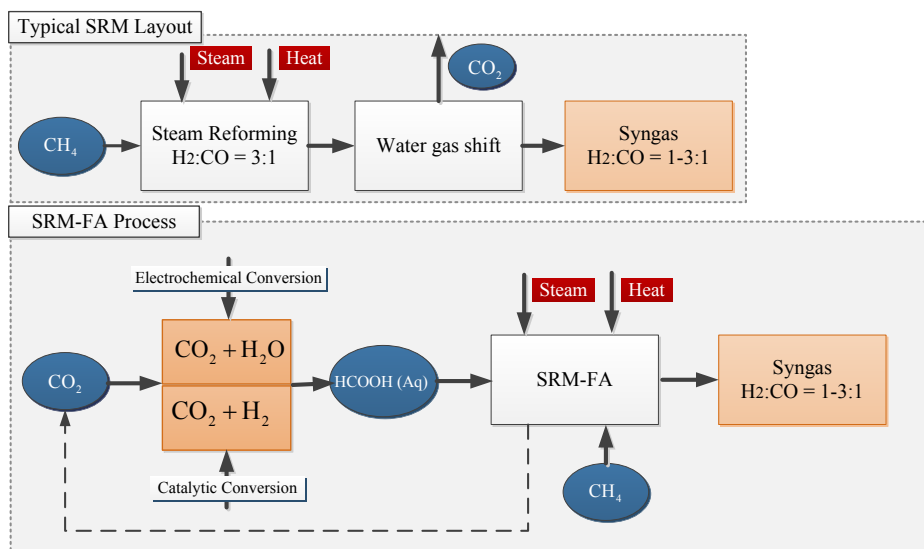 Typical SRM Layout
Steam
Heat
CO2
CH4
Steam Reforming
H2:CO = 3:1
Water gas shift
Syngas
H2:CO = 1-3:1
SRM-FA Process
Electrochemical Conversion
Steam
Heat
CO2
CO2 + H2O
CO2 + H2
HCOOH (Aq)
SRM-FA
Syngas
H2:CO = 1-3:1
Catalytic Conversion
CH4